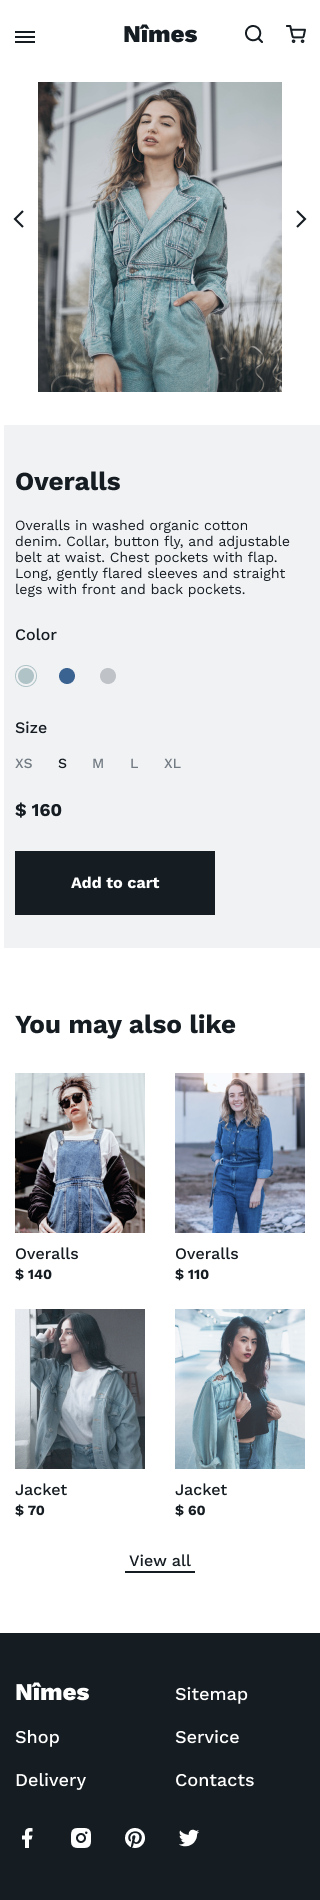 Nîmes
Overalls
Overalls in washed organic cotton
denim. Collar, button fly, and adjustable
belt at waist. Chest pockets with flap.
Long, gently flared sleeves and straight
legs with front and back pockets.
Color
Size
XS S M L XL
$ 160
Add to cart
You may also like
Overalls
$ 140
Overalls
$ 110
Jacket
$ 70
Jacket
$ 60
View all
Nîmes
Sitemap
Shop
Service
Delivery
Contacts